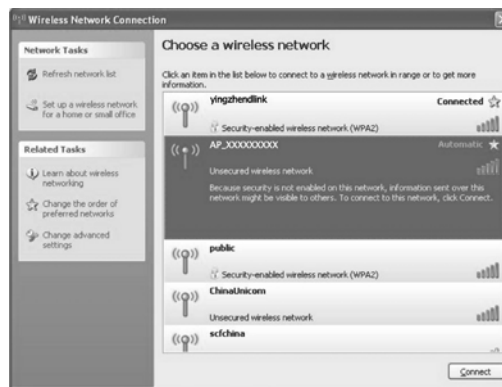 Wireless Network Connection
Network Tasks
Refresh network list
Set up a wireless network
for a home or small office
Related Tasks
Learn about wireless
networking
Change the order of
preferred networks
Change advanced
settings
Choose a wireless network
Click an item in the list below to connect to a wireless network in range or to get more
information.
yingzhendlink
Connected
Security-enabled wireless network (WPA2)
AP_XXXXXXXXX
Automatic
Unsecured wireless network
Because security is not enabled on this network, information sent over this
network might be visible to others. To connect to this network, click Connect.
public
Security-enabled wireless network (WPA2)
ChinaUnicom
Unsecured wireless network
scfchina
Connect